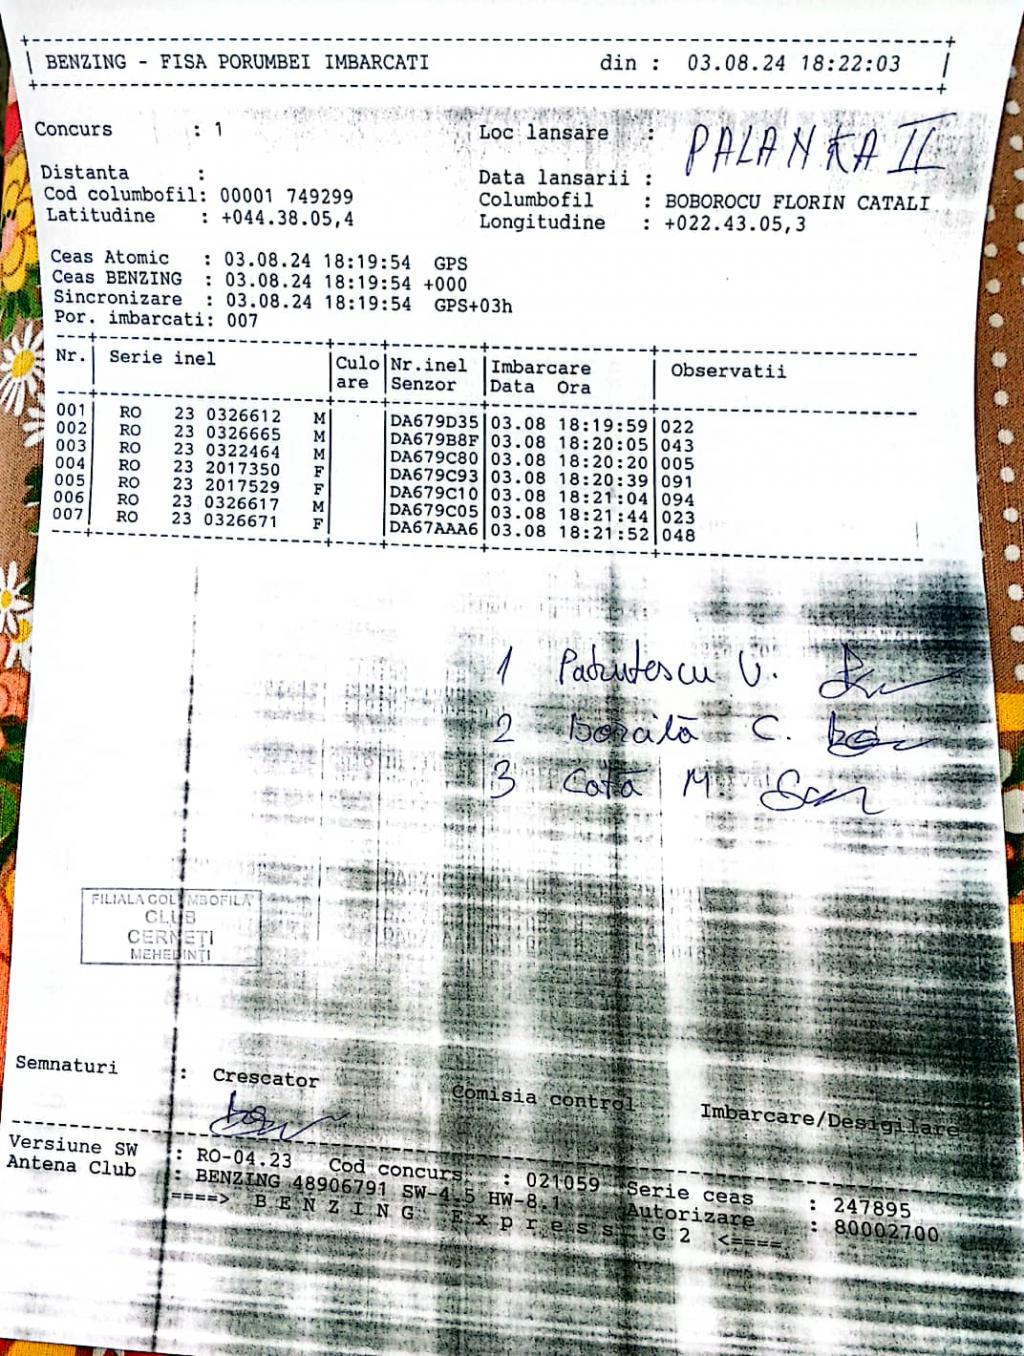 BENZING - FISA PORUMBEI IMBARCATI din : 03.08.24 18:22:03
Concurs : 1 Loc lansare : PALANKA II
Distanta : Data lansarii :
Cod columbofil: 00001 749299 Columbofil : BOBOROCU FLORIN CATALI
Latitudine : +044.38.05,4 Longitudine : +022.43.05,3
Ceas Atomic : 03.08.24 18:19:54 GPS
Ceas BENZING : 03.08.24 18:19:54 +000
Sincronizare : 03.08.24 18:19:54 GPS+03h
Por. imbarcati: 007
Nr. Serie inel Culo Nr.inel Imbarcare Observatii
are Senzor Data Ora
001 RO 23 0326612 M DA679D35 03.08 18:19:59 022
002 RO 23 0326665 M DA679B8F 03.08 18:20:05 043
003 RO 23 0322464 M DA679C80 03.08 18:20:20 005
004 RO 23 2017350 F DA679C93 03.08 18:20:39 091
005 RO 23 2017529 F DA679C10 03.08 18:21:04 094
006 RO 23 0326617 M DA679C05 03.08 18:21:44 023
007 RO 23 0326671 F DA67AAA6 03.08 18:21:52 048
1 Patrutescu V.
2 C.
3 Cată M
FILIALA COLUMBOFILA
CLUB
CERNEȚI
MEHEDINȚI
Semnaturi : Crescator Comisia control Imbarcare/Desigilare
Versiune SW : RO-04.23 Cod concurs : 021059 Serie ceas : 247895
Antena Club : BENZING 48906791 SW-4.5 HW-8.1 Autorizare : 80002700
====> B E N Z I N G E x p r e s s G 2 <====